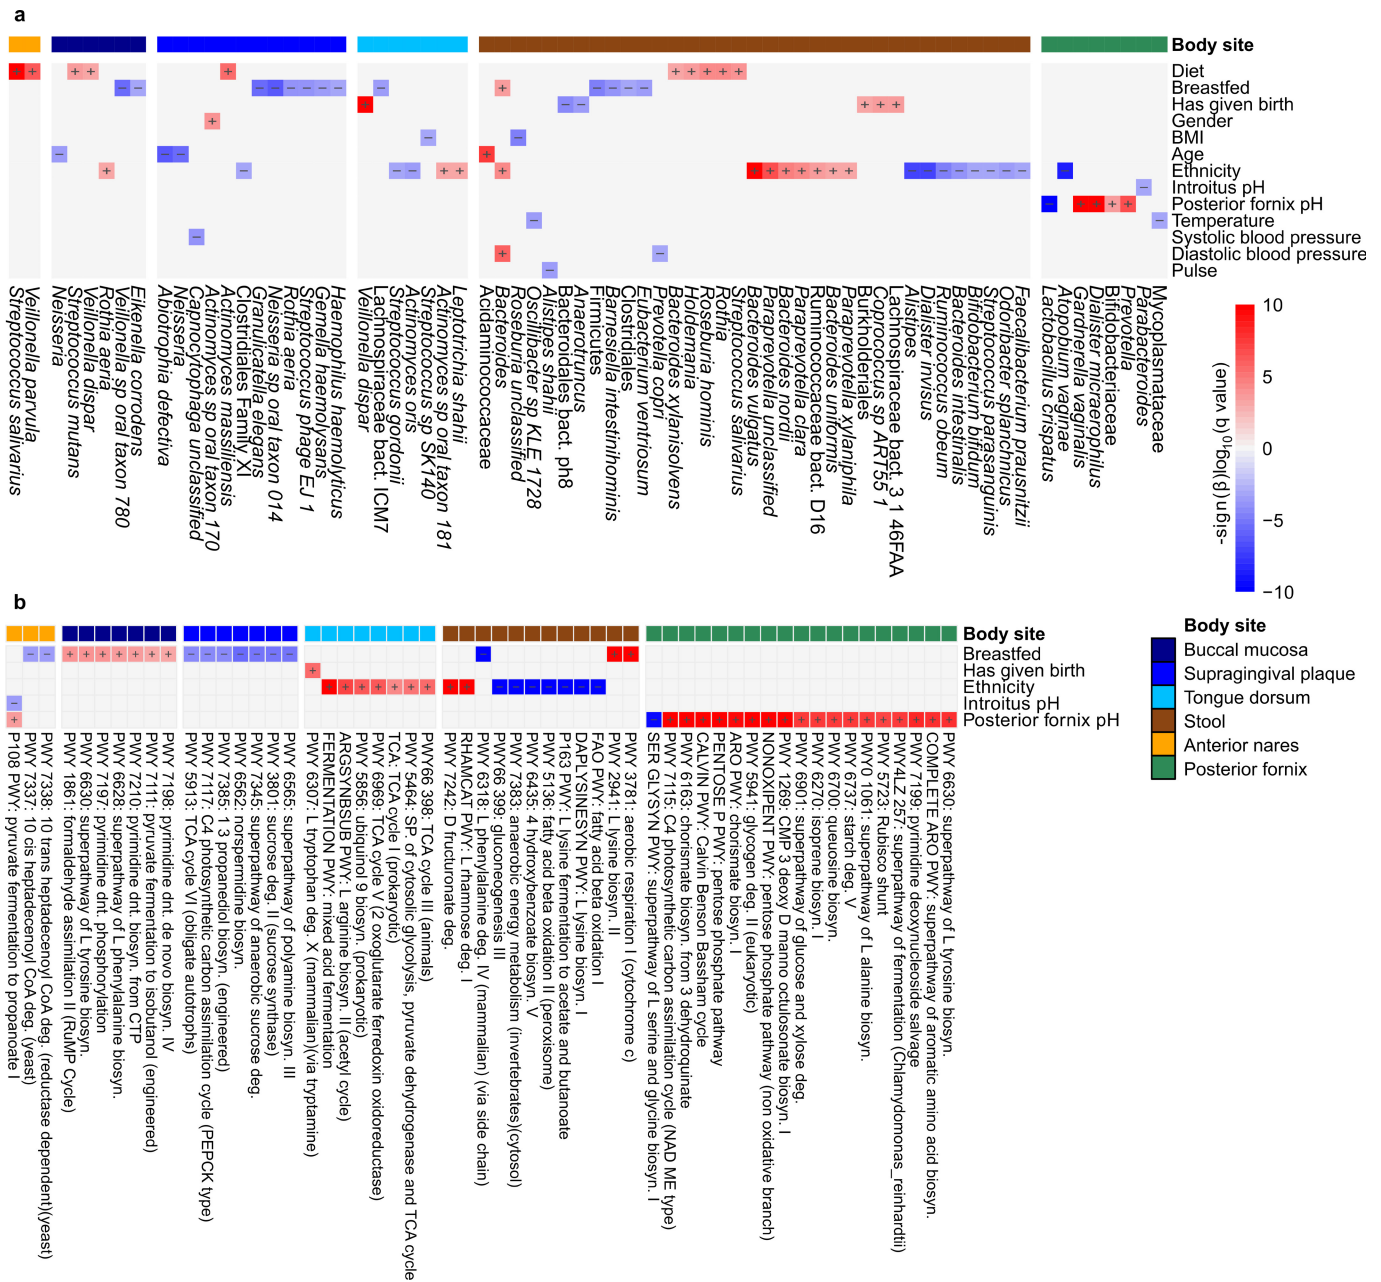 a
Body site
Diet
Breastfed
Has given birth
Gender
BMI
Age
Ethnicity
Introitus pH
Posterior fornix pH
Temperature
Systolic blood pressure
Diastolic blood pressure
Pulse
Streptococcus salivarius
Veillonella parvula
Neisseria
Streptococcus mutans
Veillonella dispar
Rothia aeria
Veillonella sp oral taxon 780
Eikenella corrodens
Abiotrophia defectiva
Neisseria
Capnocytophaga unclassified
Actinomyces sp oral taxon 170
Actinomyces massiliensis
Clostridiales Family XI
Granulicatella elegans
Neisseria sp oral taxon 014
Rothia aeria
Streptococcus phage EJ 1
Gemella haemolysans
Haemophilus haemolyticus
Veillonella dispar
Lachnospiraceae bact. ICM7
Streptococcus gordonii
Actinomyces oris
Streptococcus sp SK140
Actinomyces sp oral taxon 181
Leptotrichia shahii
Acidaminococcaceae
Bacteroides
Roseburia unclassified
Oscillibacter sp KLE 1728
Alistipes shahii
Bacteroidales bact. ph8
Anaerotruncus
Firmicutes
Barnesiella intestinihominis
Clostridiales
Eubacterium ventriosum
Prevotella copri
Bacteroides xylanisolvens
Holdemania
Roseburia hominis
Rothia
Streptococcus salivarius
Bacteroides vulgatus
Paraprevotella unclassified
Bacteroides nordii
Paraprevotella clara
Ruminococcaceae bact. D16
Bacteroides uniformis
Paraprevotella xylaniphila
Burkholderiales
Coprococcus sp ART55 1
Lachnospiraceae bact. 3 1 46FAA
Alistipes
Dialister invisus
Ruminococcus obeum
Bacteroides intestinalis
Bifidobacterium bifidum
Streptococcus parasanguinis
Odoribacter splanchnicus
Faecalibacterium prausnitzii
Lactobacillus crispatus
Atopobium vaginae
Gardnerella vaginalis
Dialister micraerophilus
Bifidobacteriaceae
Prevotella
Parabacteroides
Mycoplasmataceae
10
5
0
−5
−10
-sign(β)log10(q value)
b
Body site
Breastfed
Has given birth
Ethnicity
Introitus pH
Posterior fornix pH
P108 PWY: pyruvate fermentation to propanoate I
PWY 7337: 10 cis heptadecenoyl CoA deg. (yeast)
PWY 7338: 10 trans heptadecenoyl CoA deg. (reductase dependent)(yeast)
PWY 1861: formaldehyde assimilation II (RuMP Cycle)
PWY 6630: superpathway of L tyrosine biosyn.
PWY 7197: pyrimidine dnt. phosphorylation
PWY 6628: superpathway of L phenylalanine biosyn.
PWY 7210: pyrimidine dnt. biosyn. from CTP
PWY 7111: pyruvate fermentation to isobutanol (engineered)
PWY 7198: pyrimidine dnt. de novo biosyn. IV
PWY 5913: TCA cycle VI (obligate autotrophs)
PWY 7117: C4 photosynthetic carbon assimilation cycle (PEPCK type)
PWY 7385: 1 3 propanediol biosyn. (engineered)
PWY 6562: norspermidine biosyn.
PWY 7345: superpathway of anaerobic sucrose deg.
PWY 3801: sucrose deg. II (sucrose synthase)
PWY 6565: superpathway of polyamine biosyn. III
PWY 6307: L tryptophan deg. X (mammalian)(via tryptamine)
FERMENTATION PWY: mixed acid fermentation
ARGSYNBSUB PWY: L arginine biosyn. II (acetyl cycle)
PWY 5856: ubiquinol 9 biosyn. (prokaryotic)
PWY 6969: TCA cycle V (2 oxoglutarate ferredoxin oxidoreductase)
TCA: TCA cycle I (prokaryotic)
PWY 5464: SP. of cytosolic glycolysis, pyruvate dehydrogenase and TCA cycle
PWY66 398: TCA cycle III (animals)
PWY 7242: D fructuronate deg.
RHAMCAT PWY: L rhamnose deg. I
PWY 6318: L phenylalanine deg. IV (mammalian) (via side chain)
PWY66 399: gluconeogenesis III
PWY 7383: anaerobic energy metabolism (invertebrates)(cytosol)
PWY 6435: 4 hydroxybenzoate biosyn. V
PWY 5136: fatty acid beta oxidation II (peroxisome)
P163 PWY: L lysine fermentation to acetate and butanoate
DAPLYSINESYN PWY: L lysine biosyn. I
FAO PWY: fatty acid beta oxidation I
PWY 2941: L lysine biosyn. II
PWY 3781: aerobic respiration I (cytochrome c)
SER GLYSYN PWY: superpathway of L serine and glycine biosyn. I
PWY 7115: C4 photosynthetic carbon assimilation cycle (NAD ME type)
PWY 6163: chorismate biosyn. from 3 dehydroquinate
CALVIN PWY: Calvin Benson Bassham cycle
PENTOSE P PWY: pentose phosphate pathway
ARO PWY: chorismate biosyn. I
PWY 5941: glycogen deg. II (eukaryotic)
NONOXIPENT PWY: pentose phosphate pathway (non oxidative branch)
PWY 1269: CMP 3 deoxy D manno octulosonate biosyn. I
PWY 6901: superpathway of glucose and xylose deg.
PWY 6270: isoprene biosyn. I
PWY 6700: queuosine biosyn.
PWY 6737: starch deg. V
PWY0 1061: superpathway of L alanine biosyn.
PWY 5723: Rubisco shunt
PWY4LZ 257: superpathway of fermentation (Chlamydomonas_reinhardtii)
PWY 7199: pyrimidine deoxynucleoside salvage
COMPLETE ARO PWY: superpathway of aromatic amino acid biosyn.
PWY 6630: superpathway of L tyrosine biosyn.
Body site
Buccal mucosa
Supragingival plaque
Tongue dorsum
Stool
Anterior nares
Posterior fornix